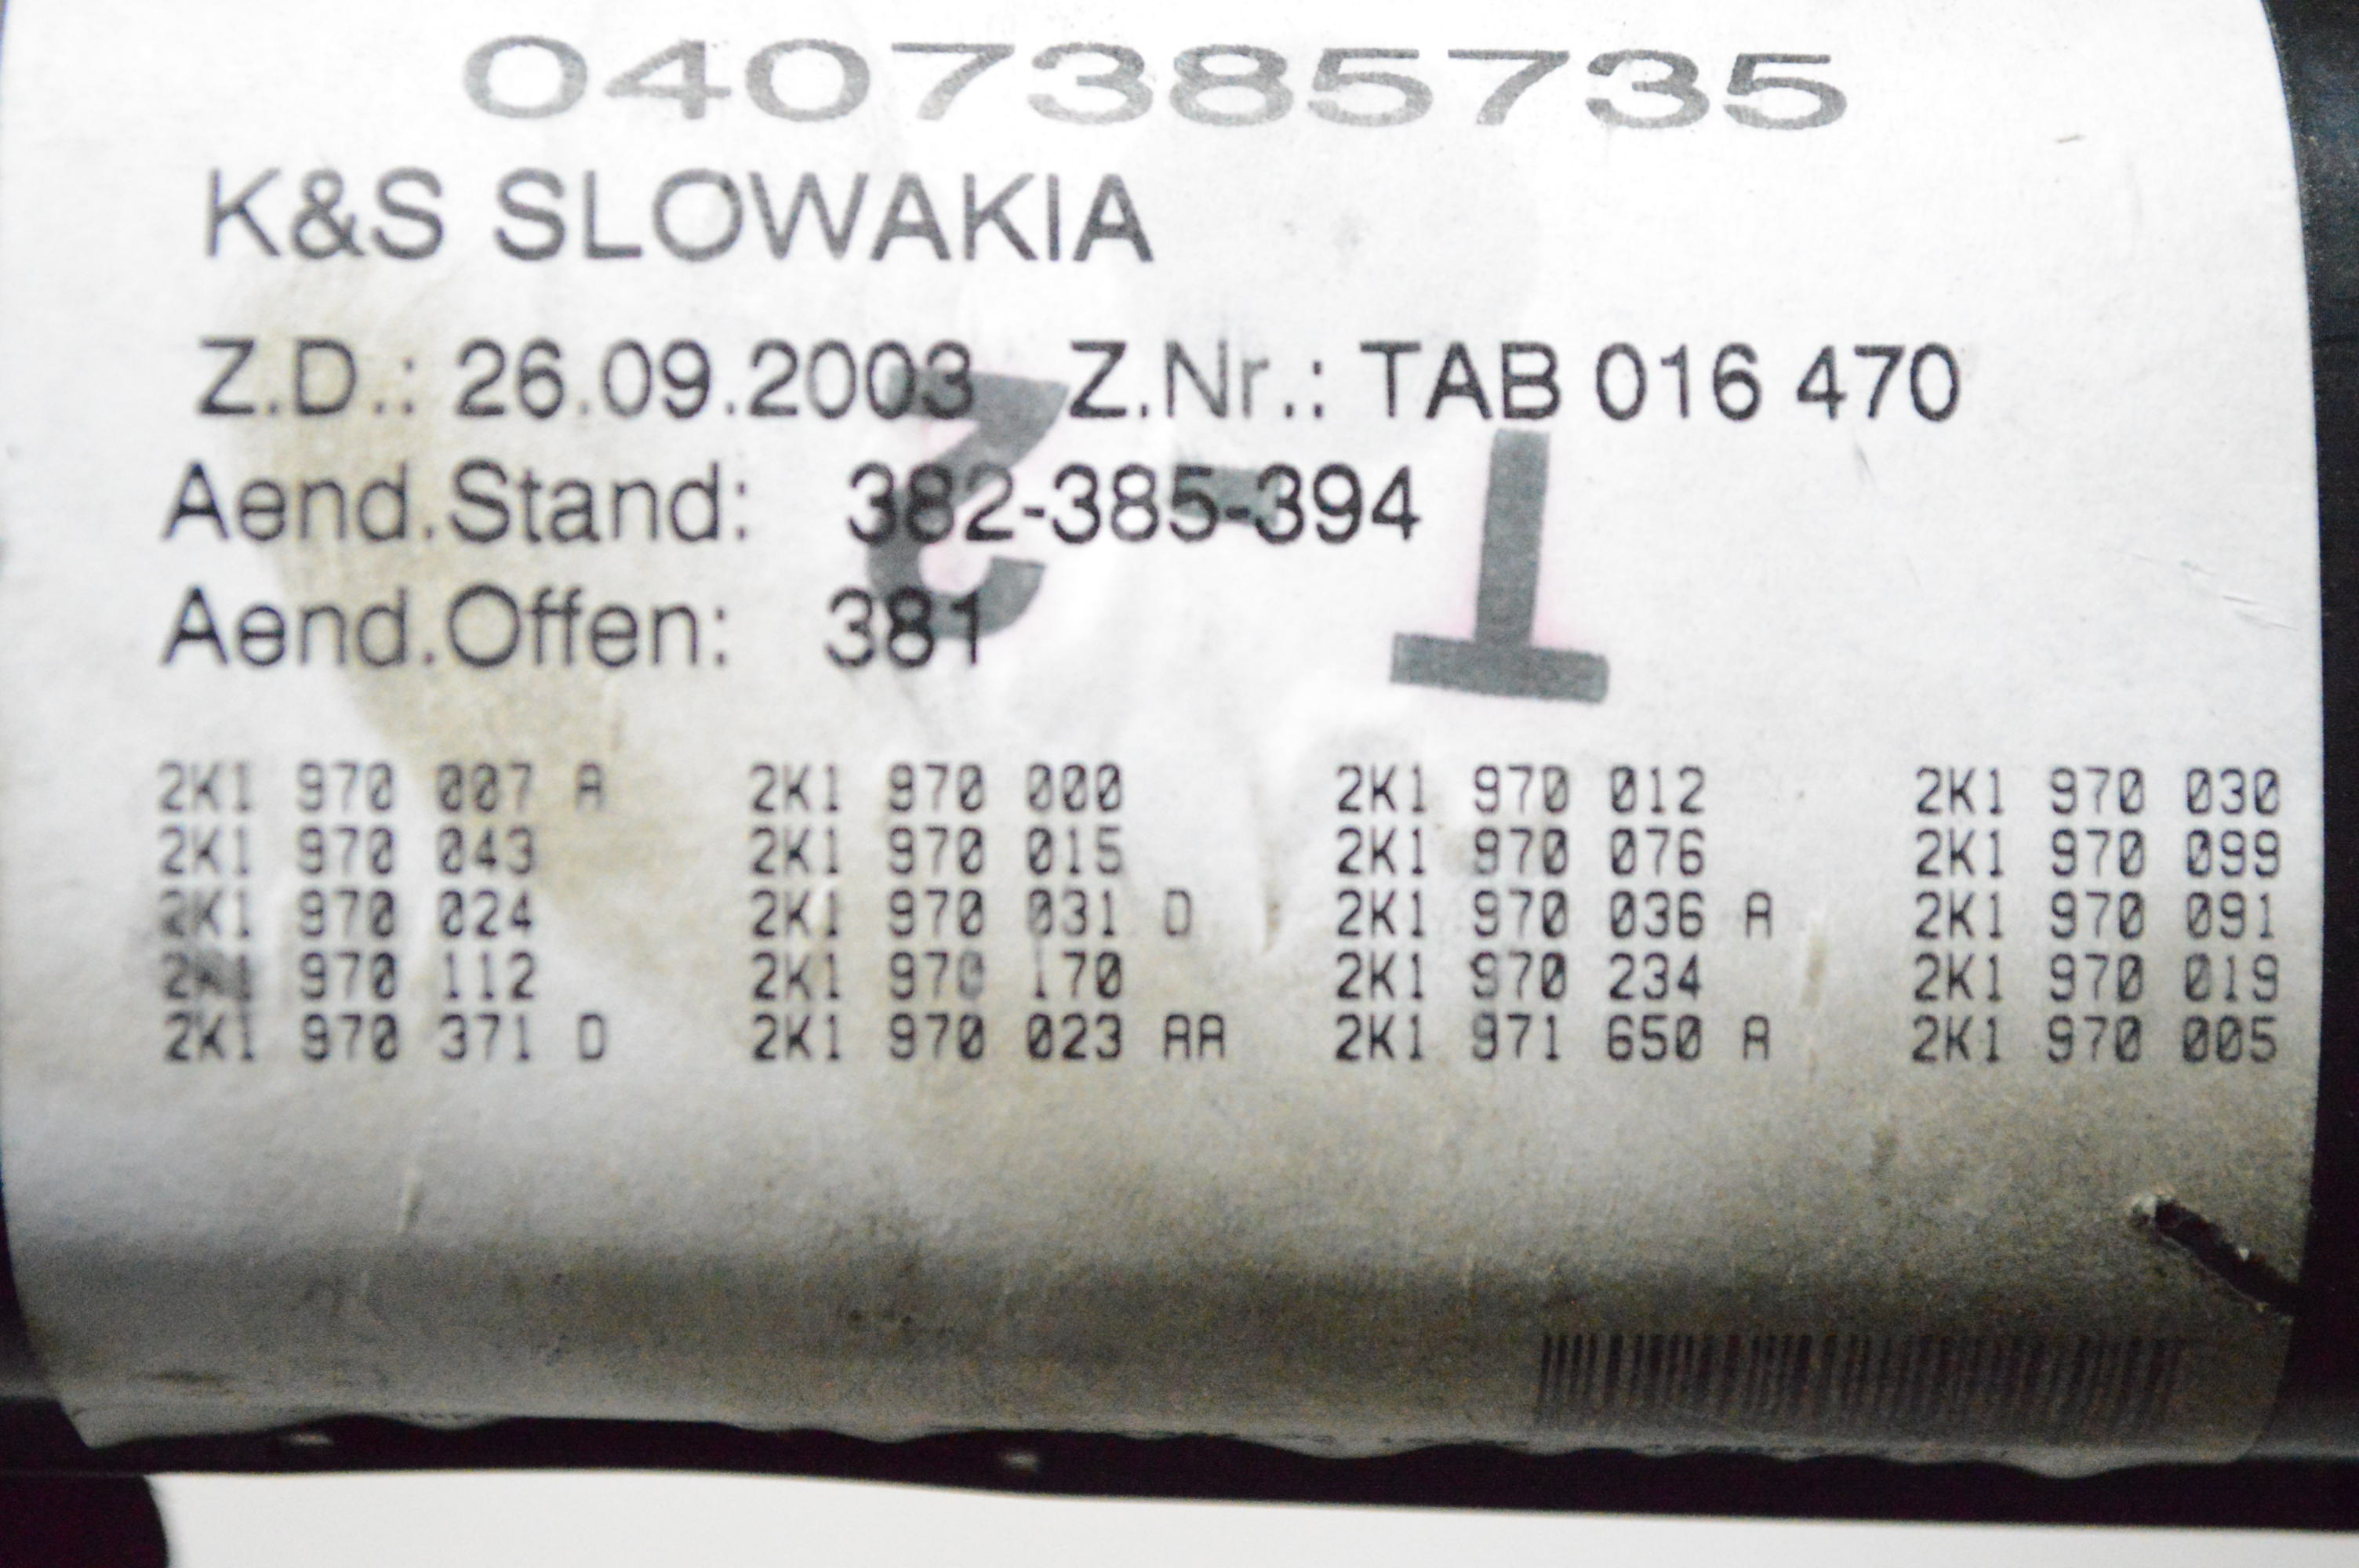 0407385735
K&S SLOWAKIA
Z.D.: 26.09.2003 Z.Nr.: TAB 016 470
Aend.Stand: 382-385-394
Aend.Offen: 381
2K1 970 007 A 2K1 970 000 2K1 970 012 2K1 970 030
2K1 970 043 2K1 970 015 2K1 970 076 2K1 970 099
2K1 970 024 2K1 970 031 D 2K1 970 036 A 2K1 970 091
2K1 970 112 2K1 970 170 2K1 970 234 2K1 970 019
2K1 970 371 D 2K1 970 023 AA 2K1 971 650 A 2K1 970 005